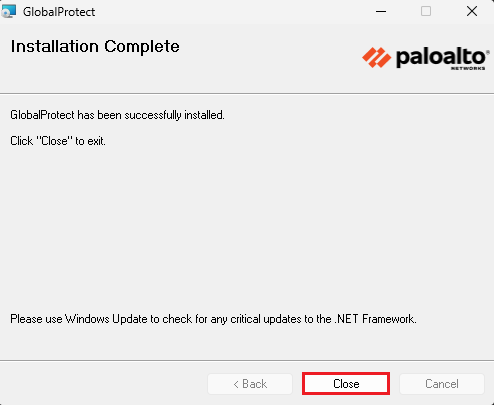 GlobalProtect
Installation Complete
paloalto
NETWORKS
GlobalProtect has been successfully installed.
Click "Close" to exit.
Please use Windows Update to check for any critical updates to the .NET Framework.
< Back
Close
Cancel